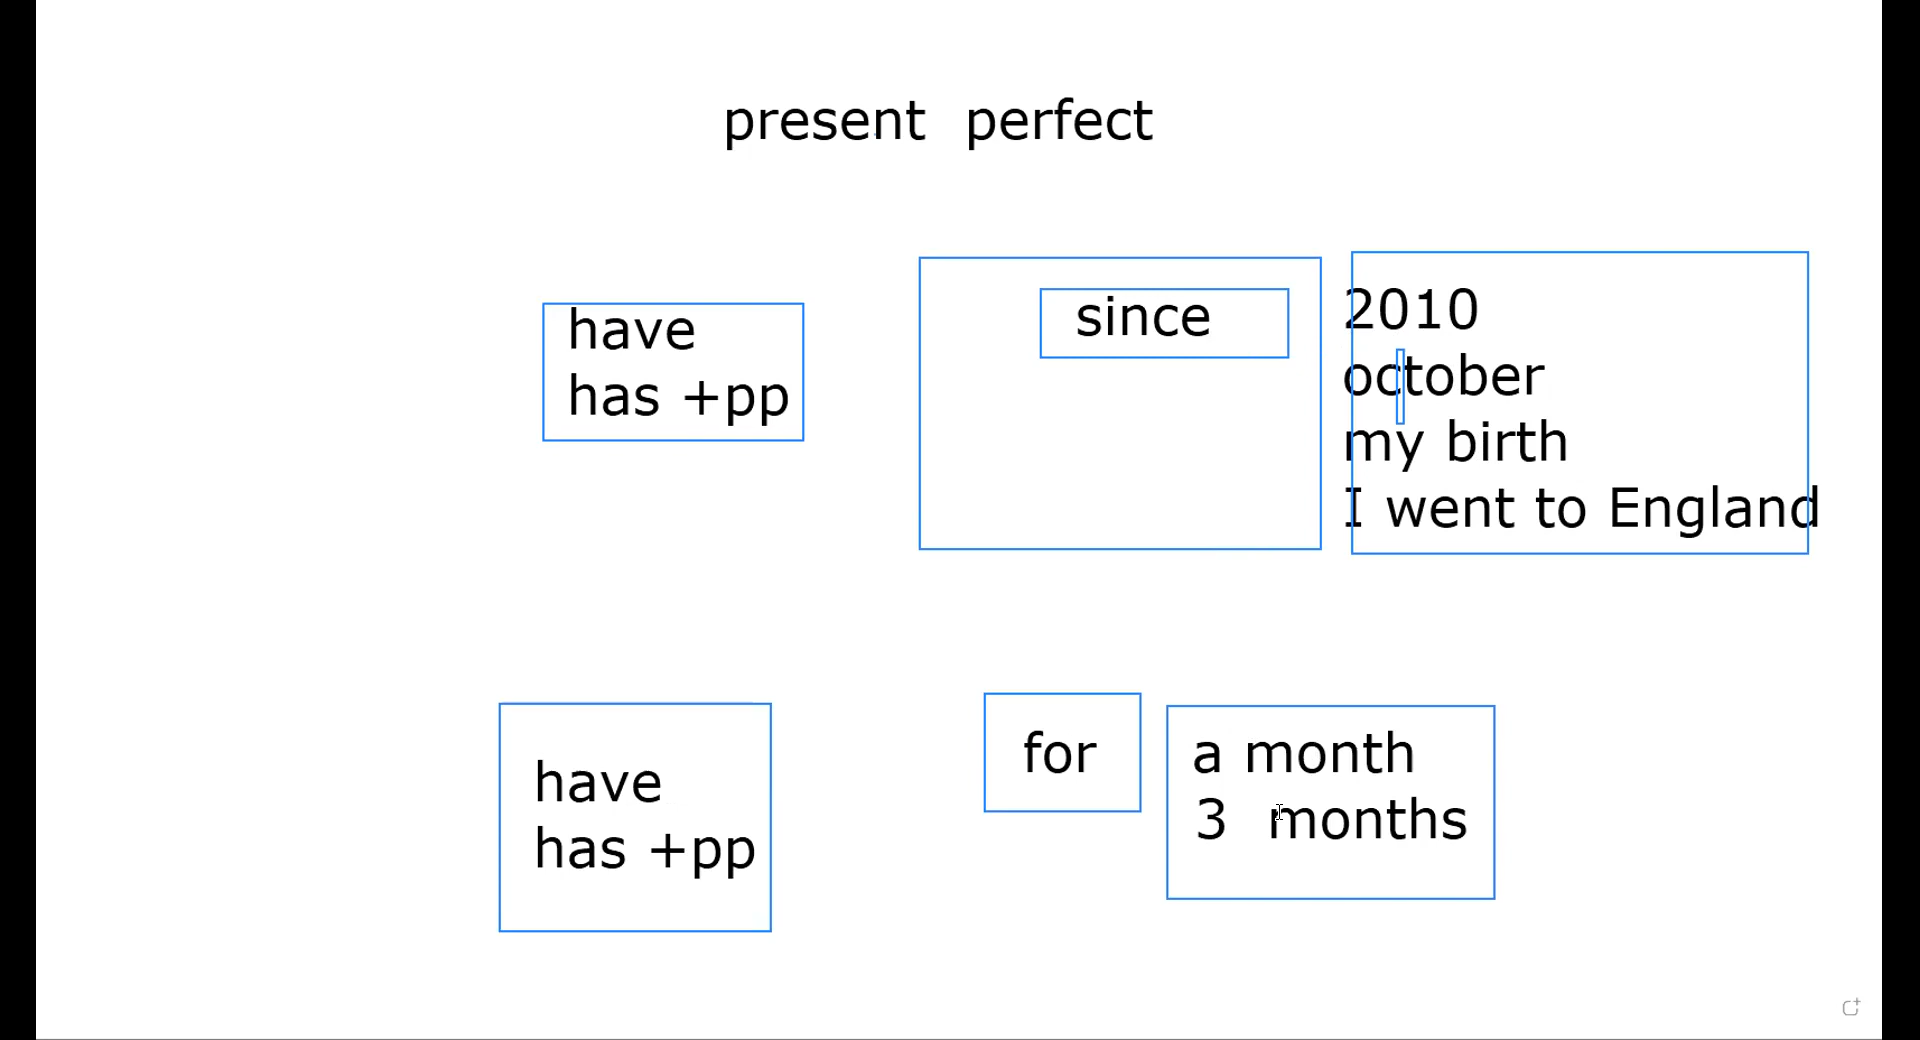 present perfect
have
has +pp
since
2010
october
my birth
I went to England
have
has +pp
for
a month
3 months